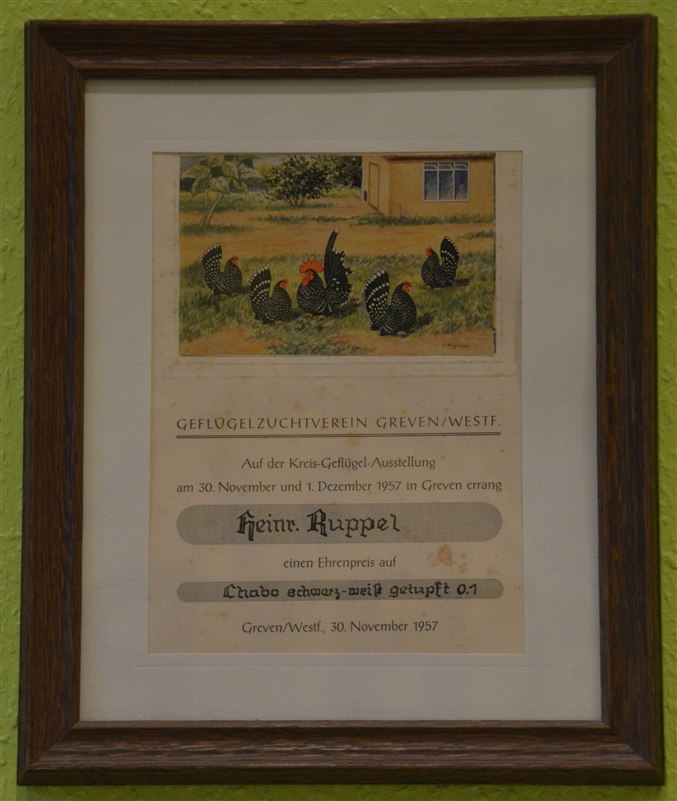 GEFLÜGELZUCHTVEREIN GREVEN/WESTF.
Auf der Kreis-Geflügel-Ausstellung
am 30. November und 1. Dezember 1957 in Greven errang
Heinr. Ruppel
einen Ehrenpreis auf
Chabo schwarz-weiß getupft 0.1
Greven/Westf., 30. November 1957